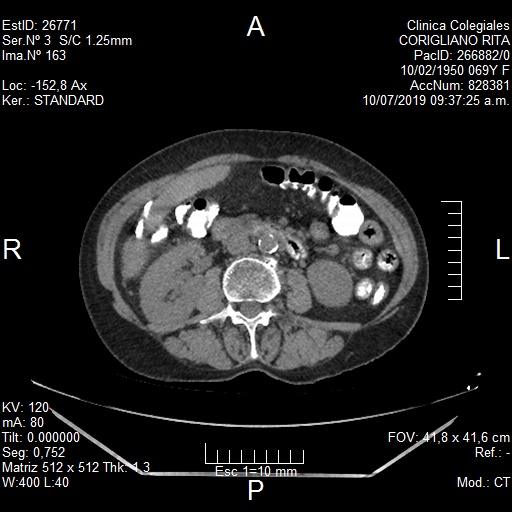 EstID: 26771
Ser.Nº 3 S/C 1.25mm
Ima.Nº 163
Loc: -152,8 Ax
Ker.: STANDARD
A
Clinica Colegiales
CORIGLIANO RITA
PacID: 266882/0
10/02/1950 069Y F
AccNum: 828381
10/07/2019 09:37:25 a.m.
R
L
KV: 120
mA: 80
Tilt: 0.000000
Seg: 0,752
Matriz 512 x 512 Thk: 1.3
W:400 L:40
Esc 1=10 mm
P
FOV: 41,8 x 41,6 cm
Ref.: -
Mod.: CT